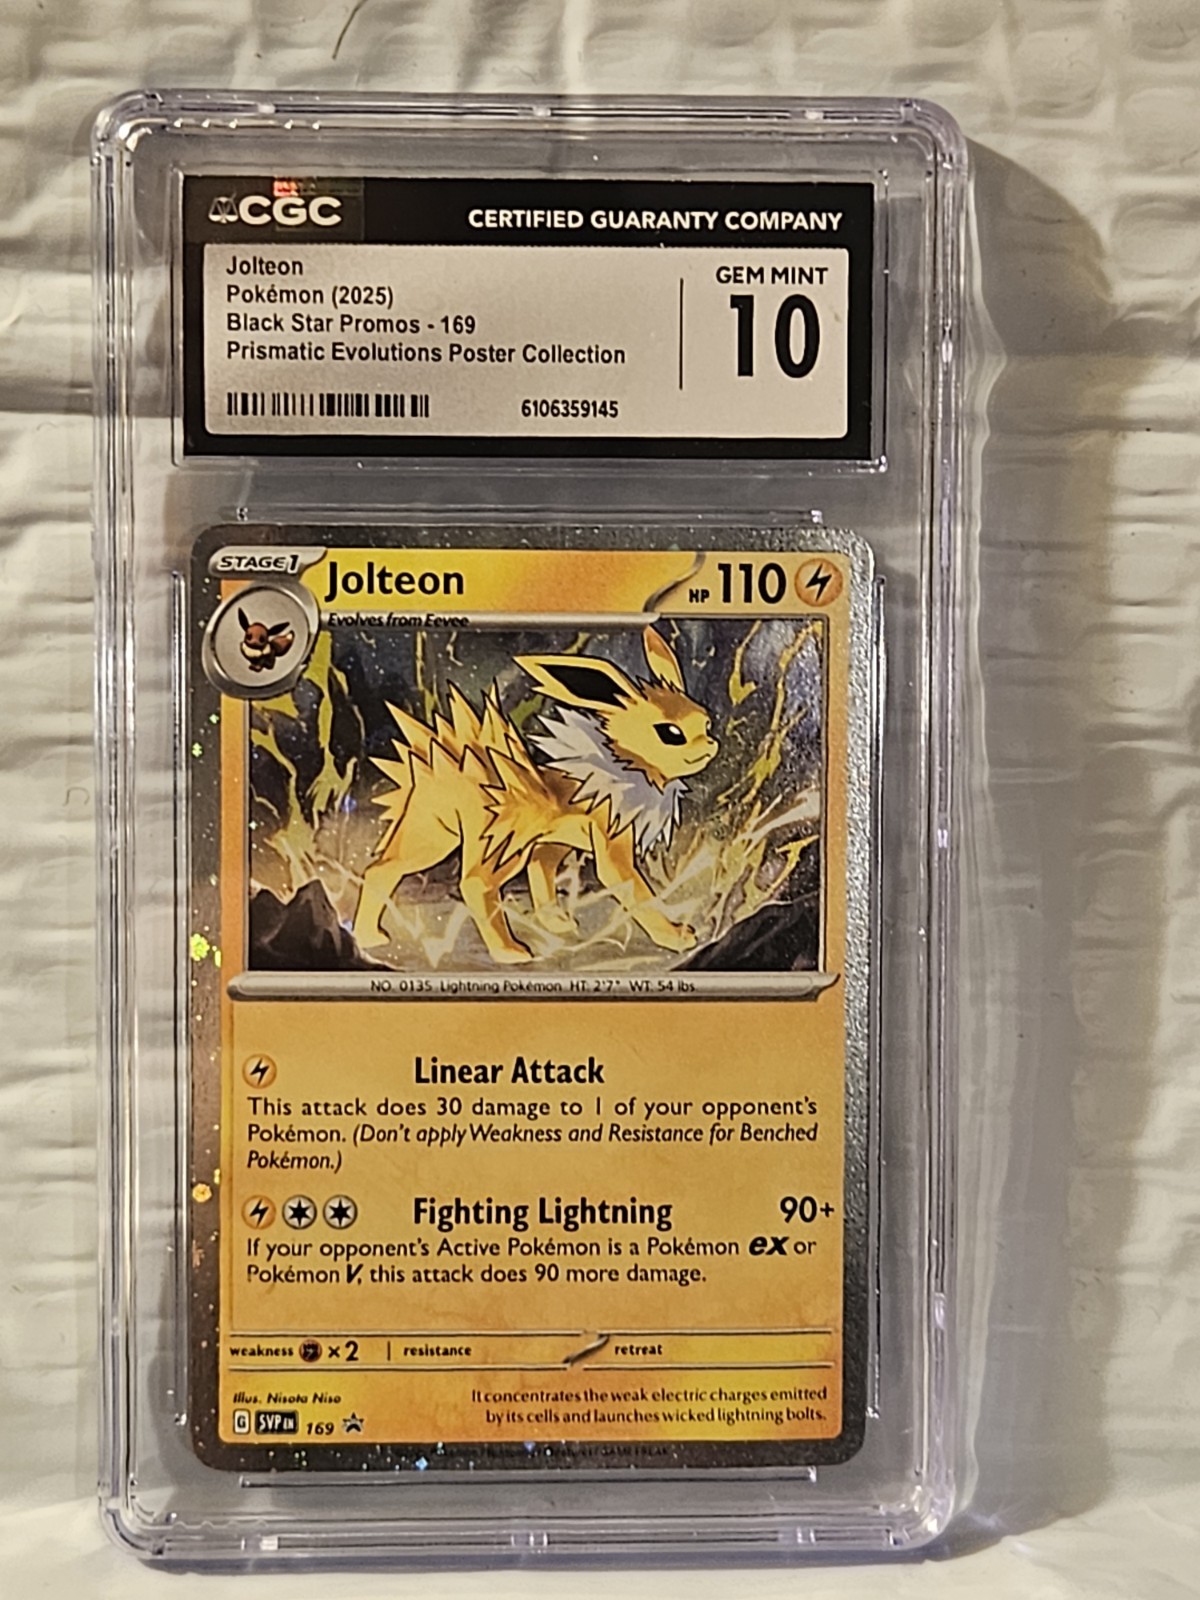 CGC
CERTIFIED GUARANTY COMPANY
Jolteon
Pokémon (2025)
Black Star Promos - 169
Prismatic Evolutions Poster Collection
GEM MINT
10
6106359145
STAGE 1
Jolteon
HP 110
Evolves from Eevee
NO. 0135 Lightning Pokémon HT: 2'7" WT: 54 lbs.
Linear Attack
This attack does 30 damage to 1 of your opponent's
Pokémon. (Don't apply Weakness and Resistance for Benched
Pokémon.)
Fighting Lightning 90+
If your opponent's Active Pokémon is a Pokémon ex or
Pokémon V, this attack does 90 more damage.
weakness ×2 resistance retreat
Illus. Nisota Niso
It concentrates the weak electric charges emitted
by its cells and launches wicked lightning bolts.
G SVP EN 169